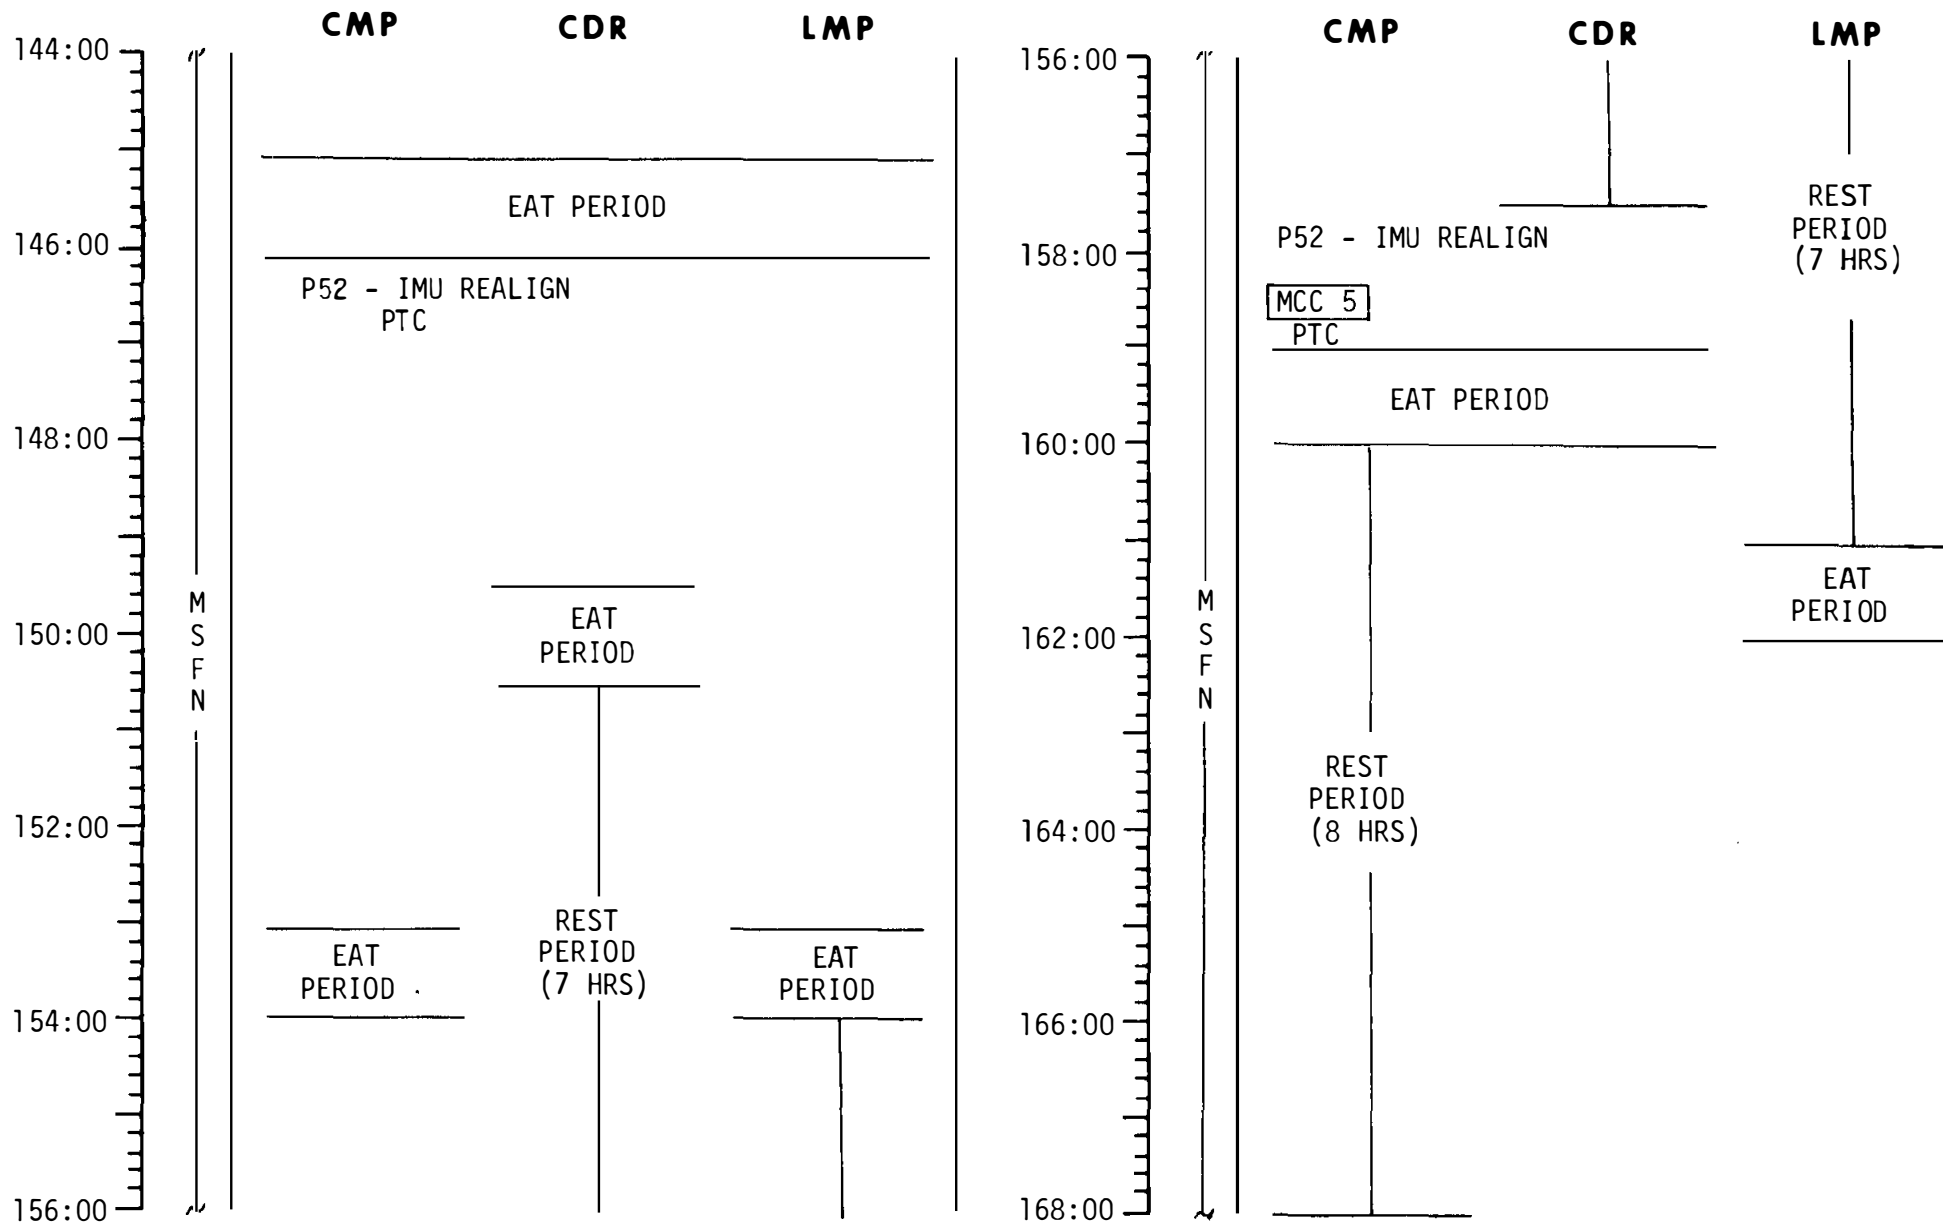 CMP CDR LMP
144:00
EAT PERIOD
146:00
P52 - IMU REALIGN
PTC
148:00
EAT
PERIOD
150:00
M
S
F
N
152:00
REST
PERIOD
(7 HRS)
EAT
PERIOD
EAT
PERIOD
154:00
156:00
CMP CDR LMP
156:00
REST
PERIOD
(7 HRS)
P52 - IMU REALIGN
158:00
MCC 5
PTC
EAT PERIOD
160:00
EAT
PERIOD
M
S
F
N
162:00
REST
PERIOD
(8 HRS)
164:00
166:00
168:00